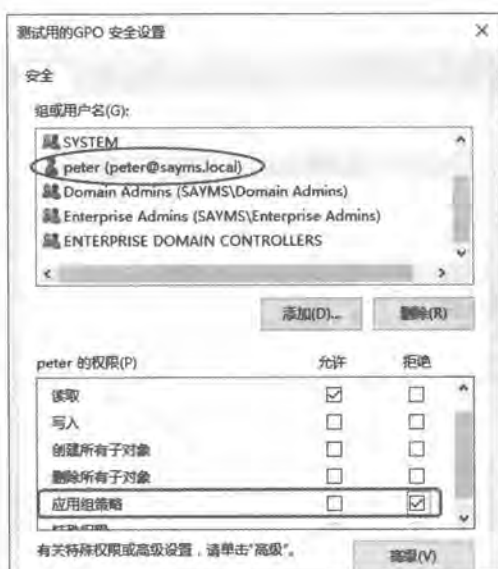 测试用的GPO 安全设置
安全
组或用户名(G):
SYSTEM
peter (peter@sayms.local)
Domain Admins (SAYMS\Domain Admins)
Enterprise Admins (SAYMS\Enterprise Admins)
ENTERPRISE DOMAIN CONTROLLERS
添加(D)... 删除(R)
peter 的权限(P) 允许 拒绝
读取
写入
创建所有子对象
删除所有子对象
应用组策略
有关特殊权限或高级设置，请单击"高级"。 高级(V)